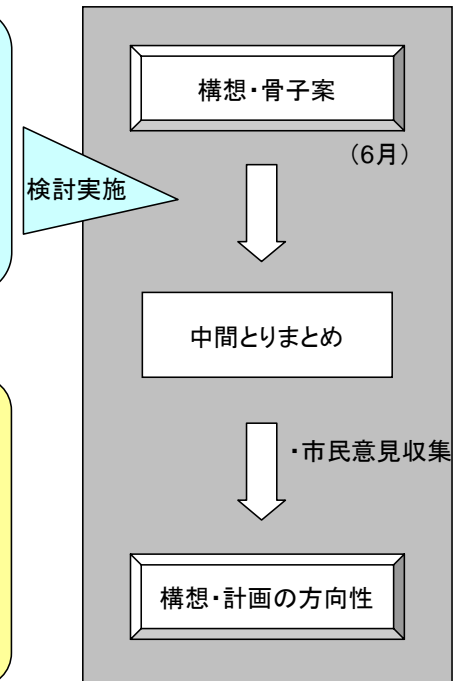 構想・骨子案
(6月)
検討実施
中間とりまとめ
・市民意見収集
構想・計画の方向性